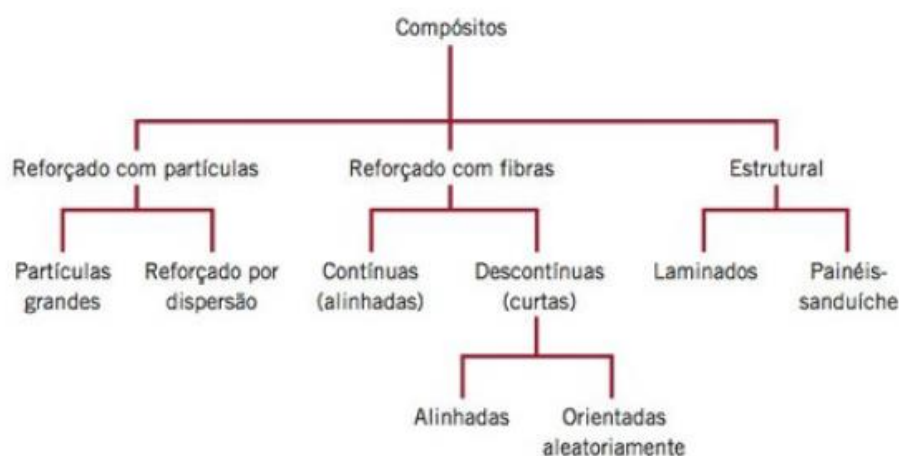 Compósitos
Reforçado com partículas
Reforçado com fibras
Estrutural
Partículas
grandes
Reforçado por
dispersão
Contínuas
(alinhadas)
Descontínuas
(curtas)
Laminados
Painéis-
sanduíche
Alinhadas
Orientadas
aleatoriamente